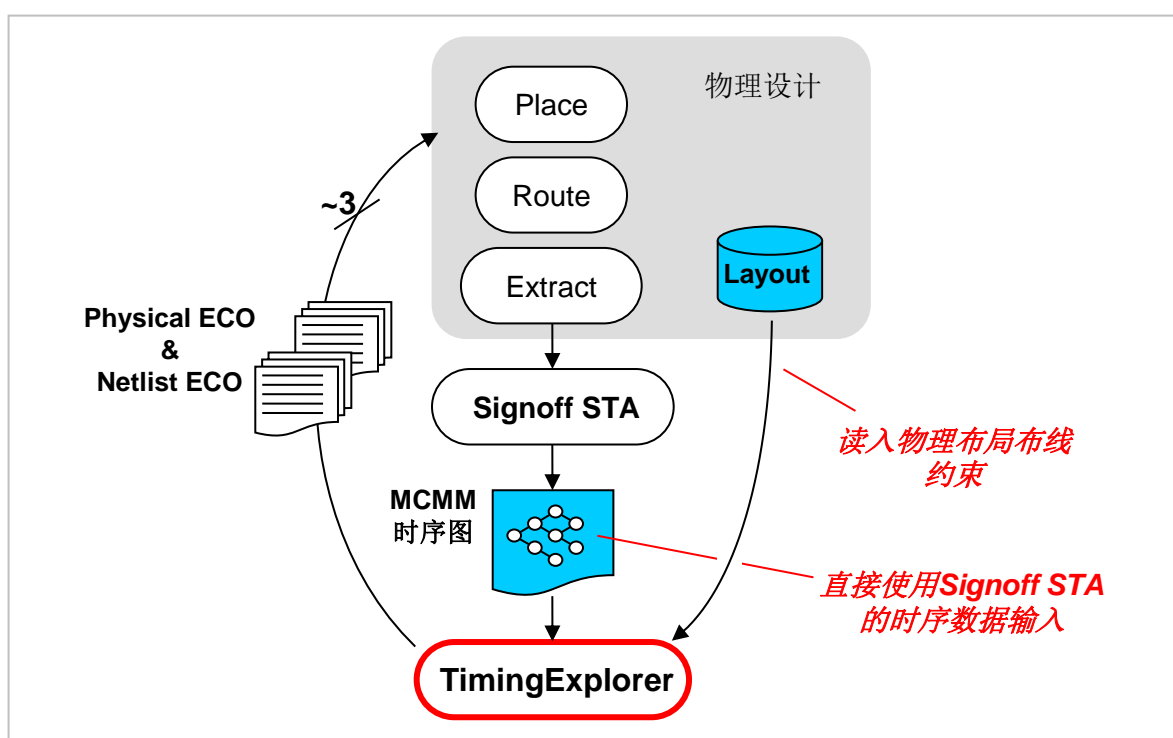 物理设计
Place
~3
Route
Layout
Extract
Physical ECO
&
Netlist ECO
Signoff STA
读入物理布局布线
约束
MCMM
时序图
直接使用Signoff STA
的时序数据输入
TimingExplorer